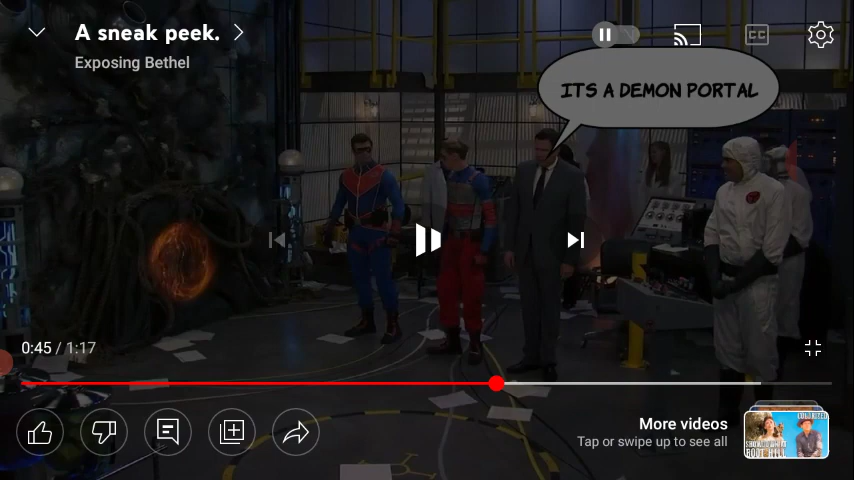 A sneak peek.
Exposing Bethel
CC
ITS A DEMON PORTAL
0:45 / 1:17
More videos
Tap or swipe up to see all